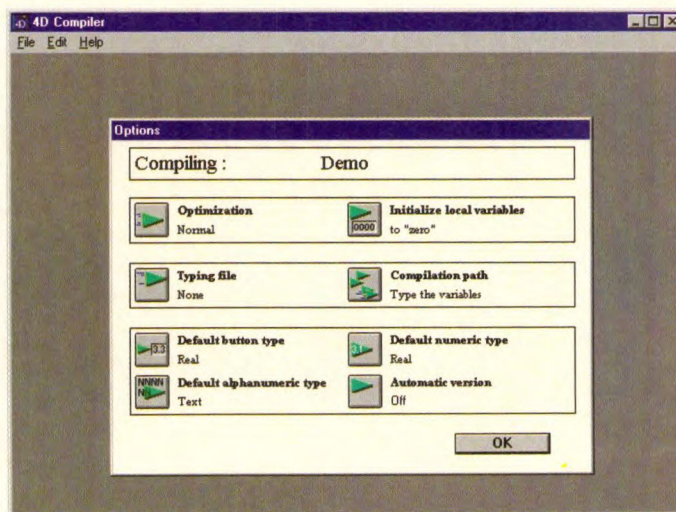 4D Compiler
File Edit Help
Options
Compiling : Demo
Optimization
Normal
Initialize local variables
to "zero"
Typing file
None
Compilation path
Type the variables
Default button type
Real
Default numeric type
Real
Default alphanumeric type
Text
Automatic version
Off
OK